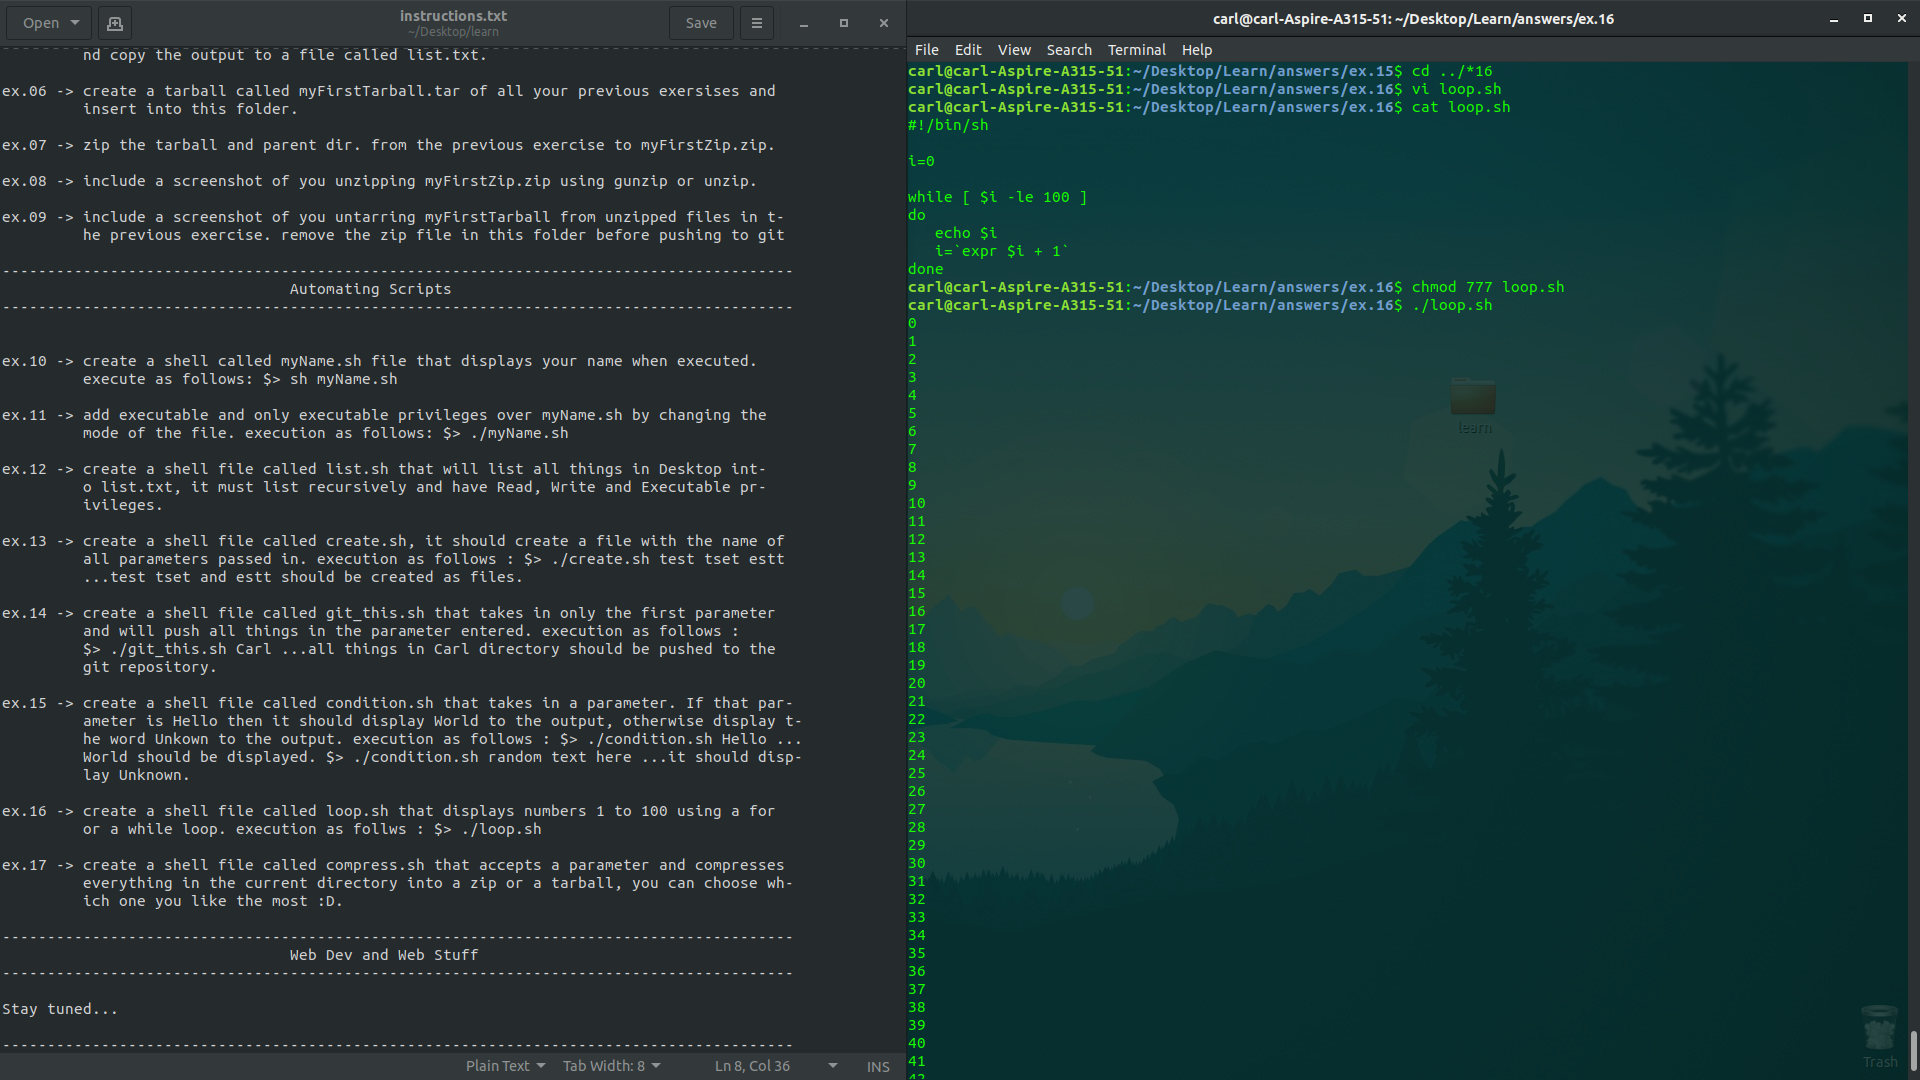 Open
instructions.txt
~/Desktop/learn
Save
nd copy the output to a file called list.txt.
ex.06 -> create a tarball called myFirstTarball.tar of all your previous exersises and
insert into this folder.
ex.07 -> zip the tarball and parent dir. from the previous exercise to myFirstZip.zip.
ex.08 -> include a screenshot of you unzipping myFirstZip.zip using gunzip or unzip.
ex.09 -> include a screenshot of you untarring myFirstTarball from unzipped files in t-
he previous exercise. remove the zip file in this folder before pushing to git
----------------------------------------------------------------------------------------
Automating Scripts
----------------------------------------------------------------------------------------
ex.10 -> create a shell called myName.sh file that displays your name when executed.
execute as follows: $> sh myName.sh
ex.11 -> add executable and only executable privileges over myName.sh by changing the
mode of the file. execution as follows: $> ./myName.sh
ex.12 -> create a shell file called list.sh that will list all things in Desktop int-
o list.txt, it must list recursively and have Read, Write and Executable pr-
ivileges.
ex.13 -> create a shell file called create.sh, it should create a file with the name of
all parameters passed in. execution as follows : $> ./create.sh test tset estt
...test tset and estt should be created as files.
ex.14 -> create a shell file called git_this.sh that takes in only the first parameter
and will push all things in the parameter entered. execution as follows :
$> ./git_this.sh Carl ...all things in Carl directory should be pushed to the
git repository.
ex.15 -> create a shell file called condition.sh that takes in a parameter. If that par-
ameter is Hello then it should display World to the output, otherwise display t-
he word Unkown to the output. execution as follows : $> ./condition.sh Hello ...
World should be displayed. $> ./condition.sh random text here ...it should disp-
lay Unknown.
ex.16 -> create a shell file called loop.sh that displays numbers 1 to 100 using a for
or a while loop. execution as follws : $> ./loop.sh
ex.17 -> create a shell file called compress.sh that accepts a parameter and compresses
everything in the current directory into a zip or a tarball, you can choose wh-
ich one you like the most :D.
----------------------------------------------------------------------------------------
Web Dev and Web Stuff
----------------------------------------------------------------------------------------
Stay tuned...
----------------------------------------------------------------------------------------
Plain Text Tab Width: 8 Ln 8, Col 36 INS
carl@carl-Aspire-A315-51: ~/Desktop/Learn/answers/ex.16
File Edit View Search Terminal Help
carl@carl-Aspire-A315-51:~/Desktop/Learn/answers/ex.15$ cd ../*16
carl@carl-Aspire-A315-51:~/Desktop/Learn/answers/ex.16$ vi loop.sh
carl@carl-Aspire-A315-51:~/Desktop/Learn/answers/ex.16$ cat loop.sh
#!/bin/sh
i=0
while [ $i -le 100 ]
do
echo $i
i=`expr $i + 1`
done
carl@carl-Aspire-A315-51:~/Desktop/Learn/answers/ex.16$ chmod 777 loop.sh
carl@carl-Aspire-A315-51:~/Desktop/Learn/answers/ex.16$ ./loop.sh
0
1
2
3
4
5
6
7
8
9
10
11
12
13
14
15
16
17
18
19
20
21
22
23
24
25
26
27
28
29
30
31
32
33
34
35
36
37
38
39
40
41
42
learn
Trash